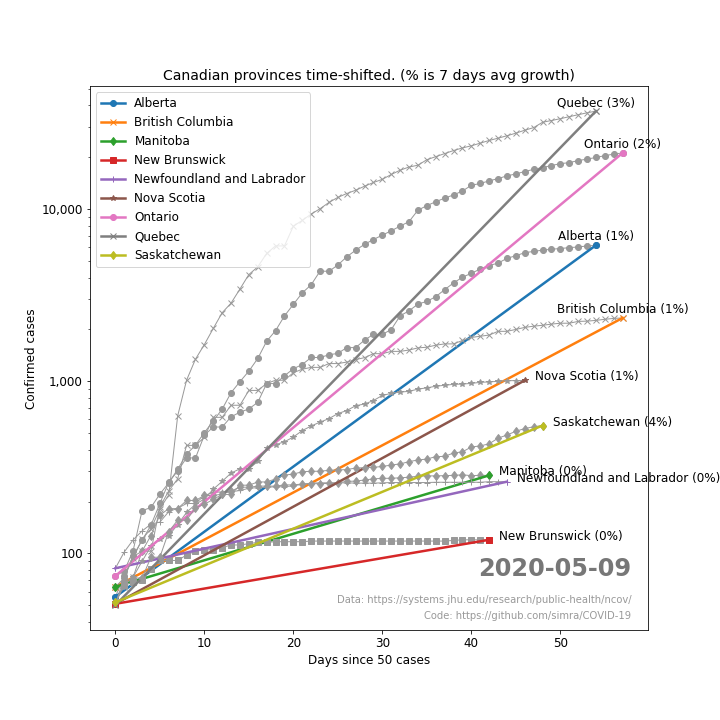 Canadian provinces time-shifted. (% is 7 days avg growth)
Alberta
British Columbia
Manitoba
New Brunswick
Newfoundland and Labrador
Nova Scotia
Ontario
Quebec
Saskatchewan
Quebec (3%)
Ontario (2%)
Alberta (1%)
British Columbia (1%)
Nova Scotia (1%)
Saskatchewan (4%)
Manitoba (0%)
Newfoundland and Labrador (0%)
New Brunswick (0%)
2020-05-09
Data: https://systems.jhu.edu/research/public-health/ncov/
Code: https://github.com/simra/COVID-19
Confirmed cases
10,000
1,000
100
0 10 20 30 40 50
Days since 50 cases